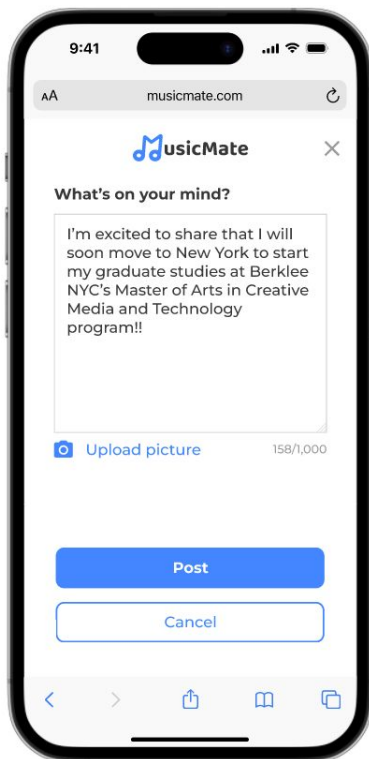 9:41
AA
musicmate.com
MusicMate
What's on your mind?
I'm excited to share that I will
soon move to New York to start
my graduate studies at Berklee
NYC's Master of Arts in Creative
Media and Technology
program!!
Upload picture 158/1,000
Post
Cancel